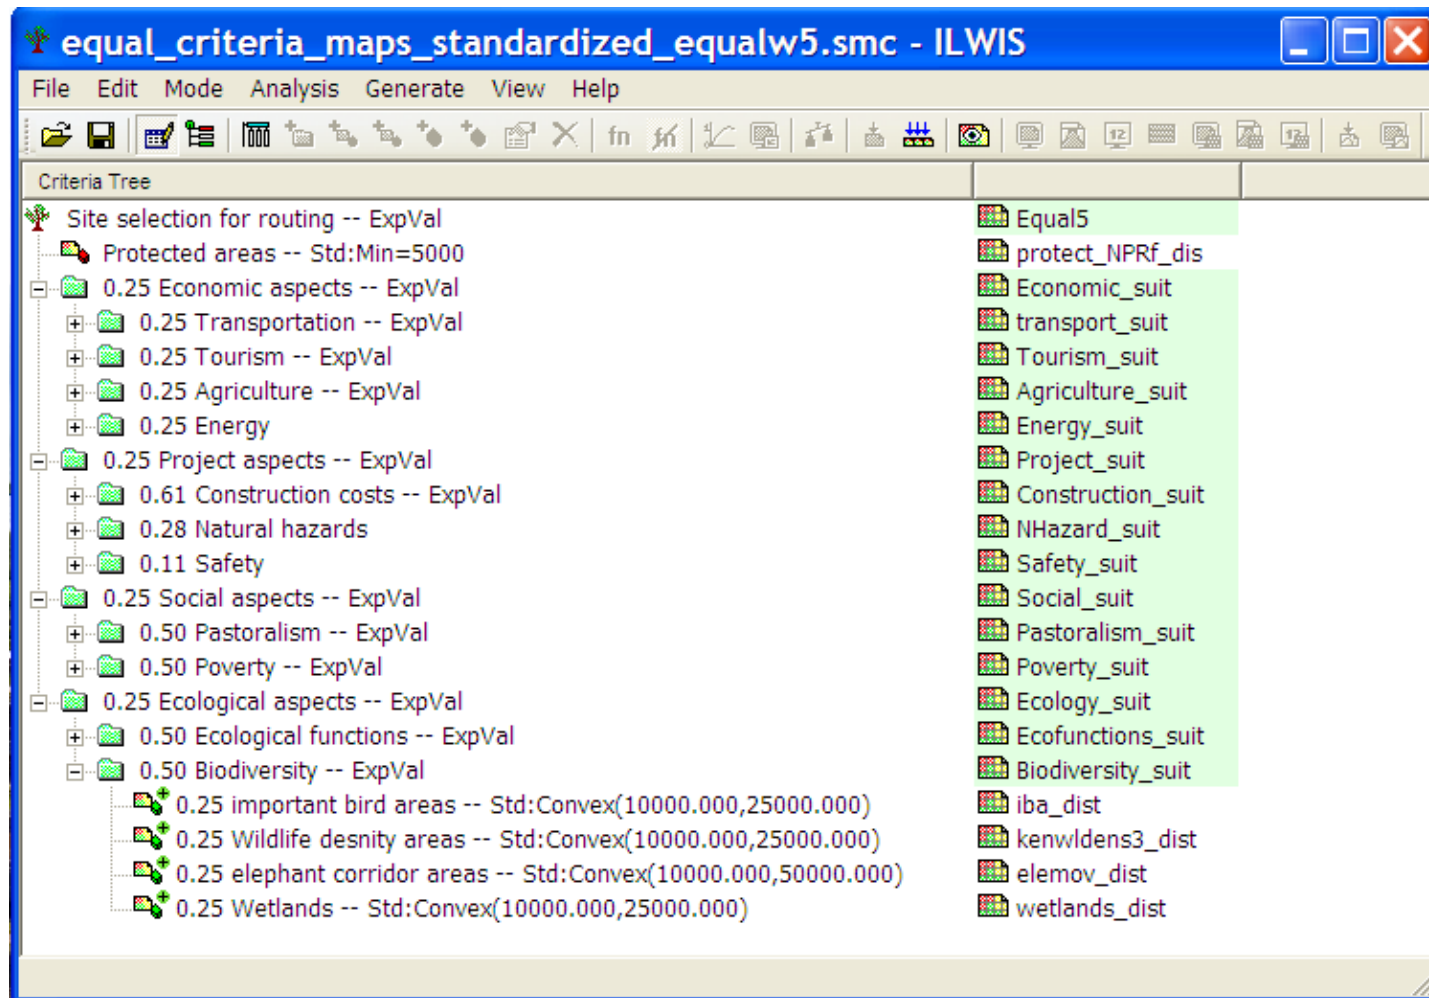 equal_criteria_maps_standardized_equalw5.smc - ILWIS
File Edit Mode Analysis Generate View Help
fn fn 12 12
Criteria Tree
Site selection for routing -- ExpVal Equal5
Protected areas -- Std:Min=5000 protect_NPRf_dis
0.25 Economic aspects -- ExpVal Economic_suit
0.25 Transportation -- ExpVal transport_suit
0.25 Tourism -- ExpVal Tourism_suit
0.25 Agriculture -- ExpVal Agriculture_suit
0.25 Energy Energy_suit
0.25 Project aspects -- ExpVal Project_suit
0.61 Construction costs -- ExpVal Construction_suit
0.28 Natural hazards NHazard_suit
0.11 Safety Safety_suit
0.25 Social aspects -- ExpVal Social_suit
0.50 Pastoralism -- ExpVal Pastoralism_suit
0.50 Poverty -- ExpVal Poverty_suit
0.25 Ecological aspects -- ExpVal Ecology_suit
0.50 Ecological functions -- ExpVal Ecofunctions_suit
0.50 Biodiversity -- ExpVal Biodiversity_suit
0.25 important bird areas -- Std:Convex(10000.000,25000.000) iba_dist
0.25 Wildlife desnity areas -- Std:Convex(10000.000,25000.000) kenwldens3_dist
0.25 elephant corridor areas -- Std:Convex(10000.000,50000.000) elemov_dist
0.25 Wetlands -- Std:Convex(10000.000,25000.000) wetlands_dist